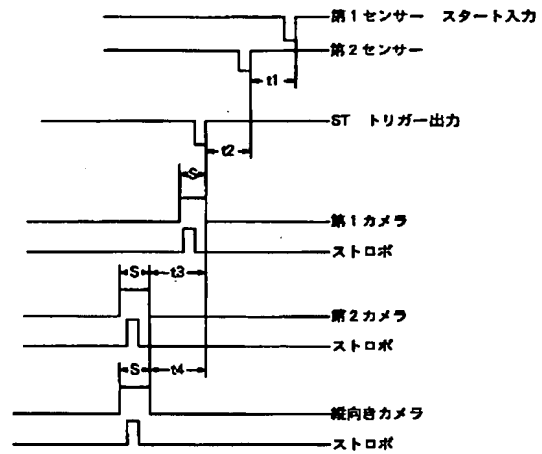 第1センサー スタート入力
第2センサー
t1
ST トリガー出力
t2
S
第1カメラ
ストロボ
S t3
第2カメラ
ストロボ
S t4
縦向きカメラ
ストロボ